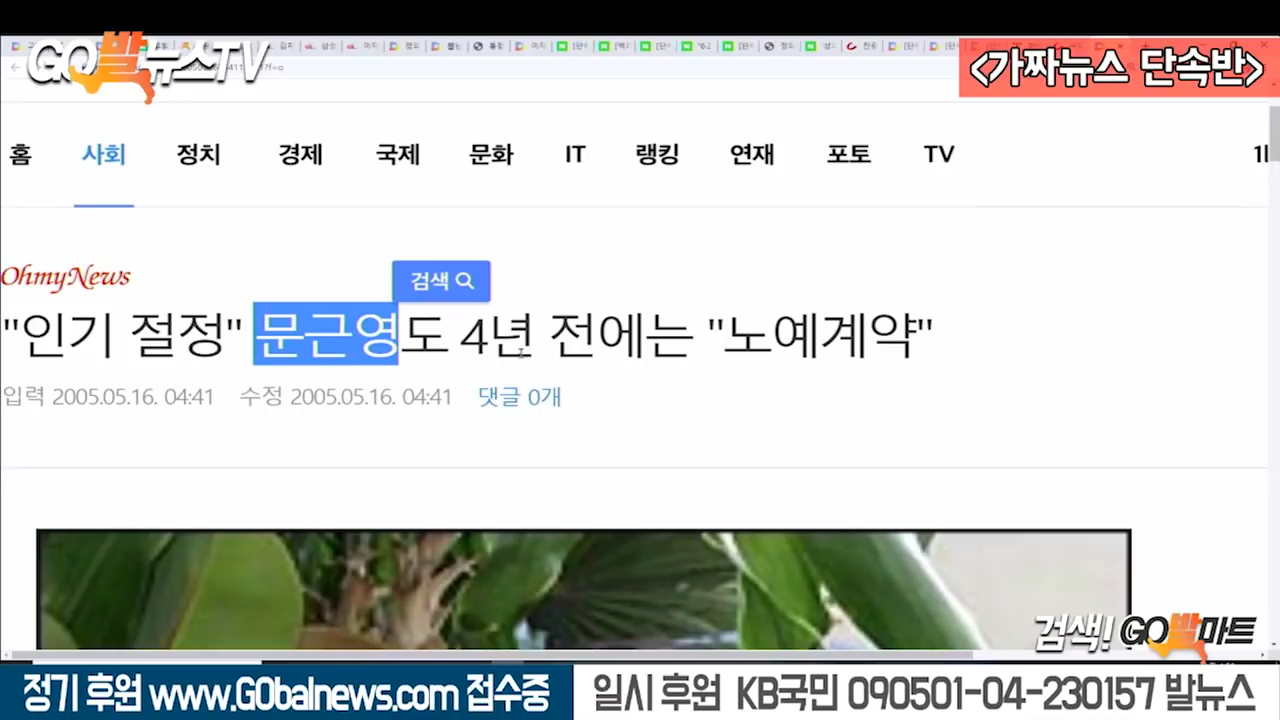 GO발뉴스TV
<가짜뉴스 단속반>
홈 사회 정치 경제 국제 문화 IT 랭킹 연재 포토 TV
OhmyNews
검색
"인기 절정" 문근영도 4년 전에는 "노예계약"
입력 2005.05.16. 04:41 수정 2005.05.16. 04:41 댓글 0개
검색! GO발마트
정기 후원 www.GObalnews.com 접수중
일시 후원 KB국민 090501-04-230157 발뉴스